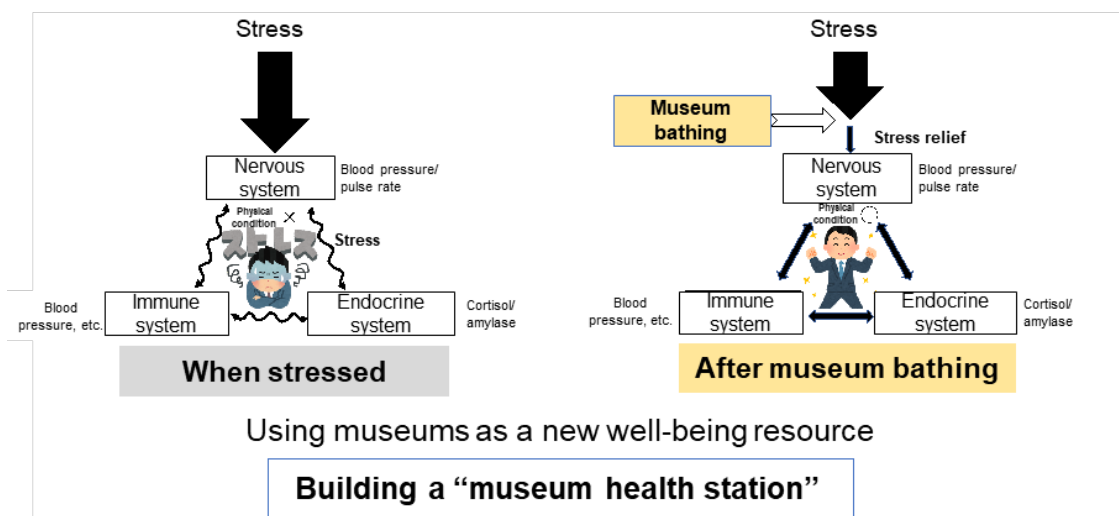 Stress
Nervous
system
Blood pressure/
pulse rate
Physical
condition ×
ストレス
Stress
Blood
pressure, etc.
Immune
system
Endocrine
system
Cortisol/
amylase
When stressed
Stress
Museum
bathing
Stress relief
Nervous
system
Blood pressure/
pulse rate
Physical
condition
Blood
pressure, etc.
Immune
system
Endocrine
system
Cortisol/
amylase
After museum bathing
Using museums as a new well-being resource
Building a “museum health station”